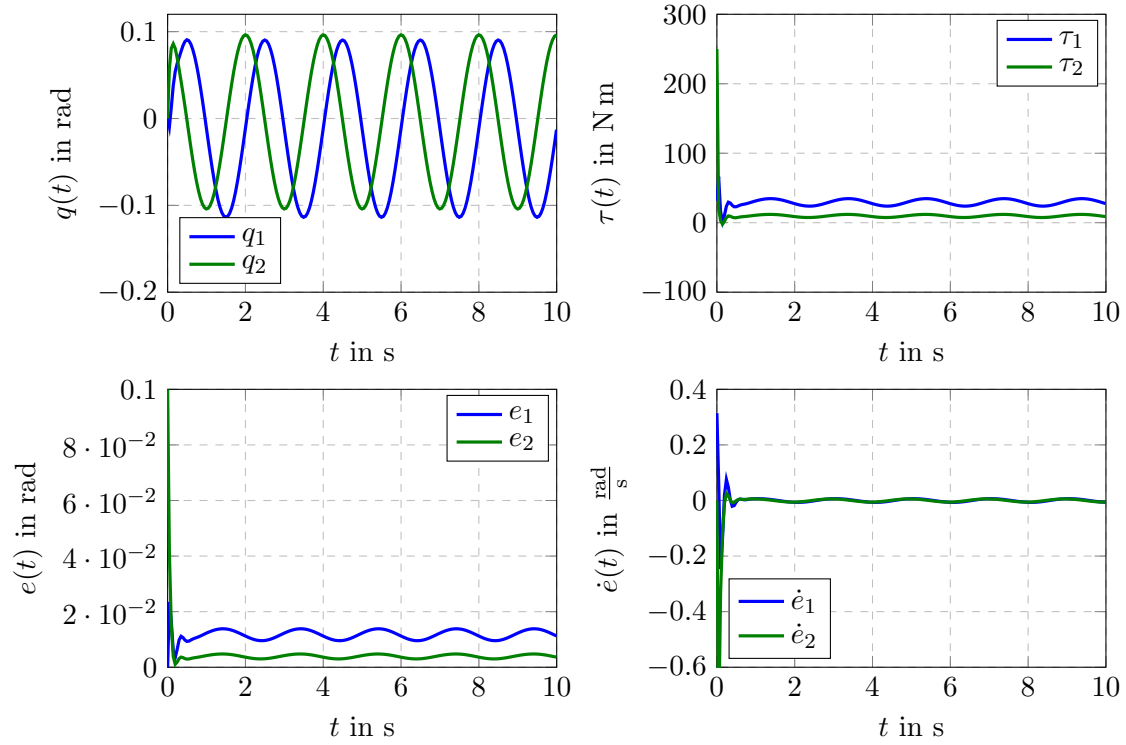 0.1
0
−0.1
−0.2
q(t) in rad
q₁
q₂
0 2 4 6 8 10
t in s
300
200
100
0
−100
τ(t) in N m
τ₁
τ₂
0 2 4 6 8 10
t in s
0.1
8 · 10⁻²
6 · 10⁻²
4 · 10⁻²
2 · 10⁻²
0
e(t) in rad
e₁
e₂
0 2 4 6 8 10
t in s
0.4
0.2
0
−0.2
−0.4
−0.6
ė(t) in rad/s
ė₁
ė₂
0 2 4 6 8 10
t in s